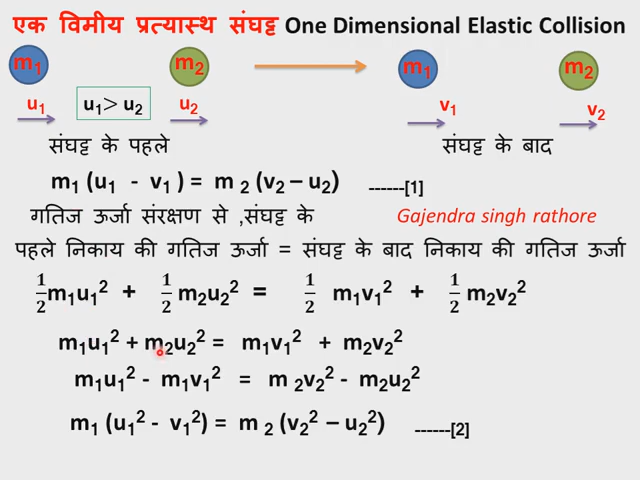 एक विमीय प्रत्यास्थ संघट्ट One Dimensional Elastic Collision
m₁ m₂ m₁ m₂
u₁ u₁> u₂ u₂ v₁ v₂
संघट्ट के पहले संघट्ट के बाद
m₁ (u₁ - v₁ ) = m ₂ (v₂ – u₂) ------[1]
गतिज ऊर्जा संरक्षण से ,संघट्ट के Gajendra singh rathore
पहले निकाय की गतिज ऊर्जा = संघट्ट के बाद निकाय की गतिज ऊर्जा
1/2 m₁u₁² + 1/2 m₂u₂² = 1/2 m₁v₁² + 1/2 m₂v₂²
m₁u₁² + m₂u₂² = m₁v₁² + m₂v₂²
m₁u₁² - m₁v₁² = m ₂v₂² - m₂u₂²
m₁ (u₁² - v₁²) = m ₂ (v₂² – u₂²) ------[2]